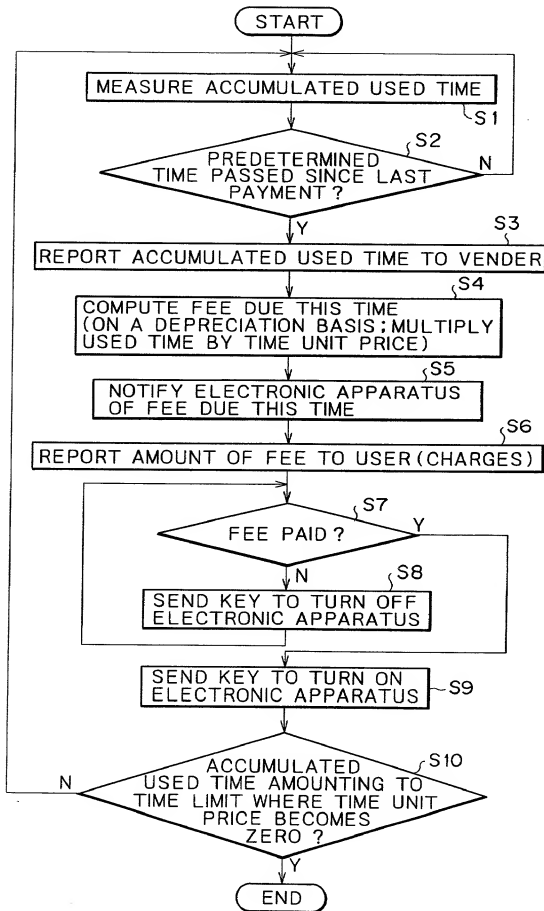 START
MEASURE ACCUMULATED USED TIME
S1
S2
PREDETERMINED
TIME PASSED SINCE LAST
PAYMENT?
N
Y
S3
REPORT ACCUMULATED USED TIME TO VENDER
S4
COMPUTE FEE DUE THIS TIME
(ON A DEPRECIATION BASIS;MULTIPLY
USED TIME BY TIME UNIT PRICE)
S5
NOTIFY ELECTRONIC APPARATUS
OF FEE DUE THIS TIME
S6
REPORT AMOUNT OF FEE TO USER(CHARGES)
S7
FEE PAID?
Y
N
S8
SEND KEY TO TURN OFF
ELECTRONIC APPARATUS
SEND KEY TO TURN ON
ELECTRONIC APPARATUS
S9
S10
N
ACCUMULATED
USED TIME AMOUNTING TO
TIME LIMIT WHERE TIME UNIT
PRICE BECOMES
ZERO?
Y
END